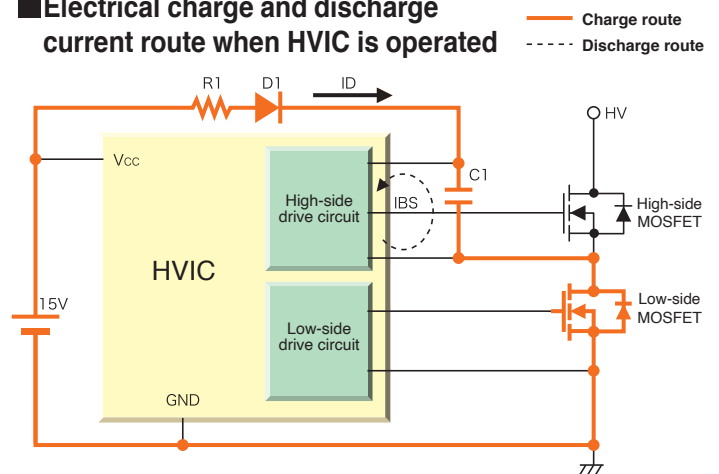 ■Electrical charge and discharge
current route when HVIC is operated
Charge route
Discharge route
R1
D1
ID
HV
Vcc
C1
High-side
drive circuit
IBS
High-side
MOSFET
HVIC
15V
Low-side
MOSFET
Low-side
drive circuit
GND